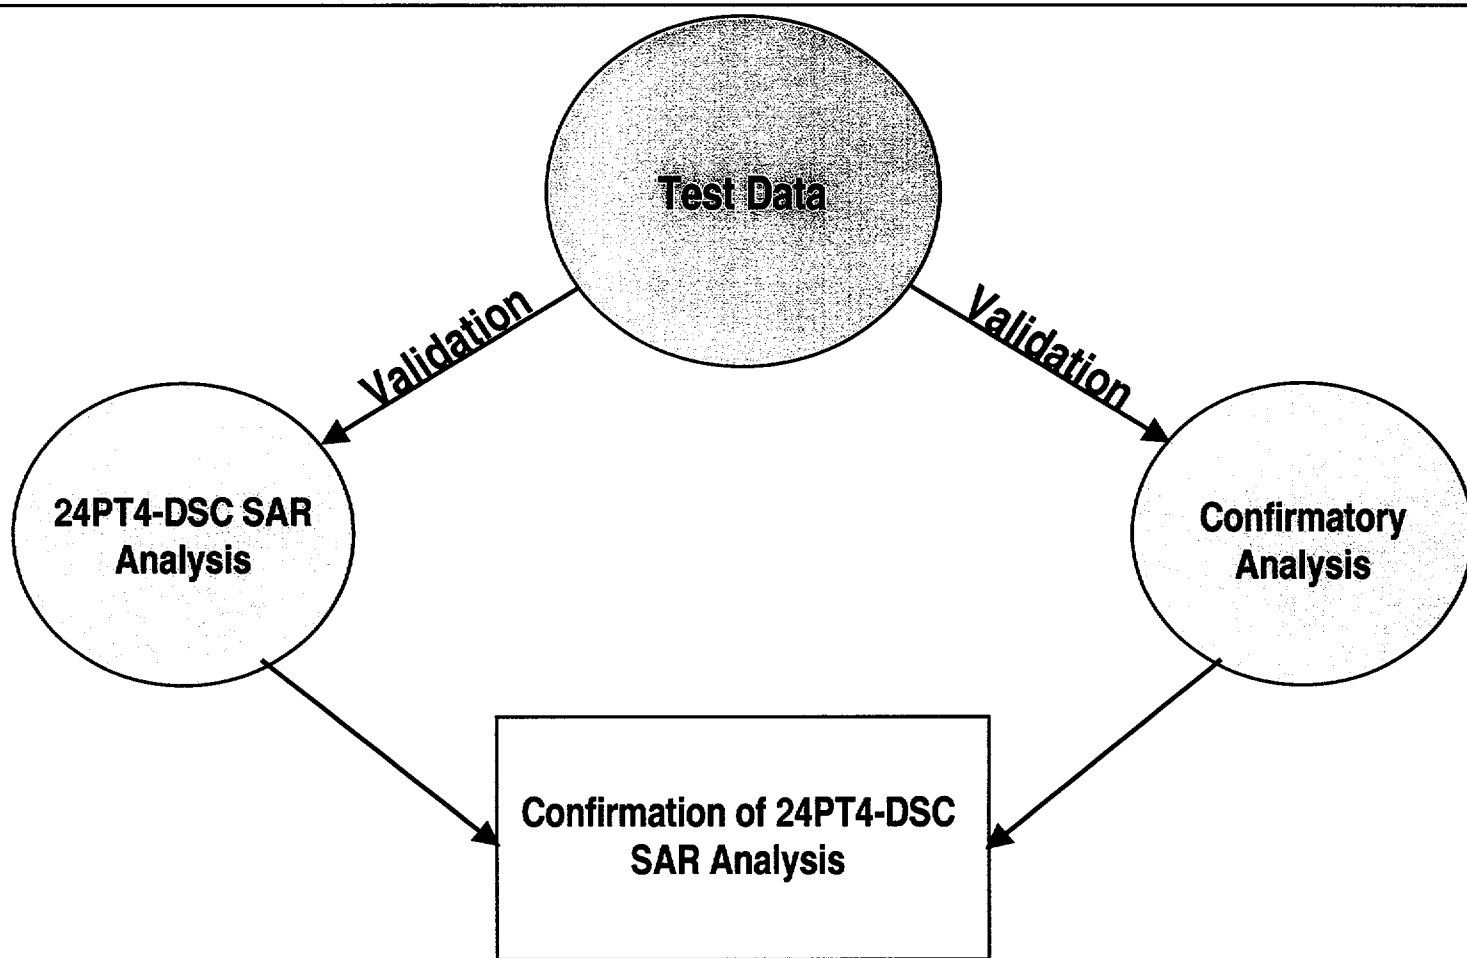 Test Data
Validation
Validation
24PT4-DSC SAR
Analysis
Confirmatory
Analysis
Confirmation of 24PT4-DSC
SAR Analysis